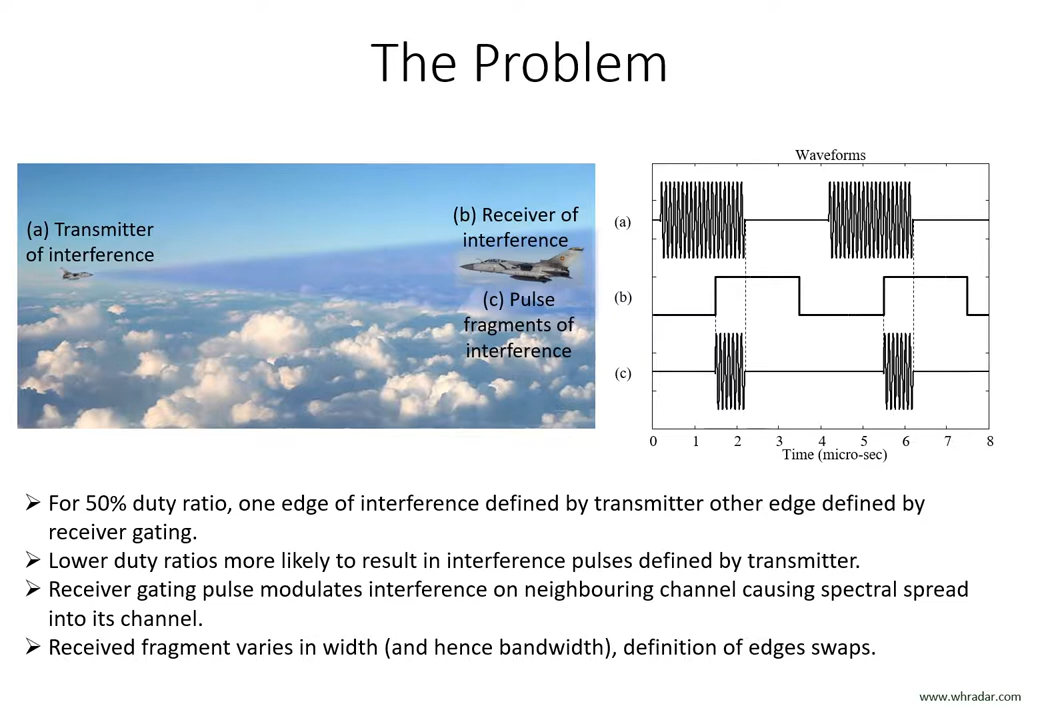 The Problem
(a) Transmitter
of interference
(b) Receiver of
interference
(c) Pulse
fragments of
interference
Waveforms
(a)
(b)
(c)
0 1 2 3 4 5 6 7 8
Time (micro-sec)
➢ For 50% duty ratio, one edge of interference defined by transmitter other edge defined by
receiver gating.
➢ Lower duty ratios more likely to result in interference pulses defined by transmitter.
➢ Receiver gating pulse modulates interference on neighbouring channel causing spectral spread
into its channel.
➢ Received fragment varies in width (and hence bandwidth), definition of edges swaps.
www.whradar.com